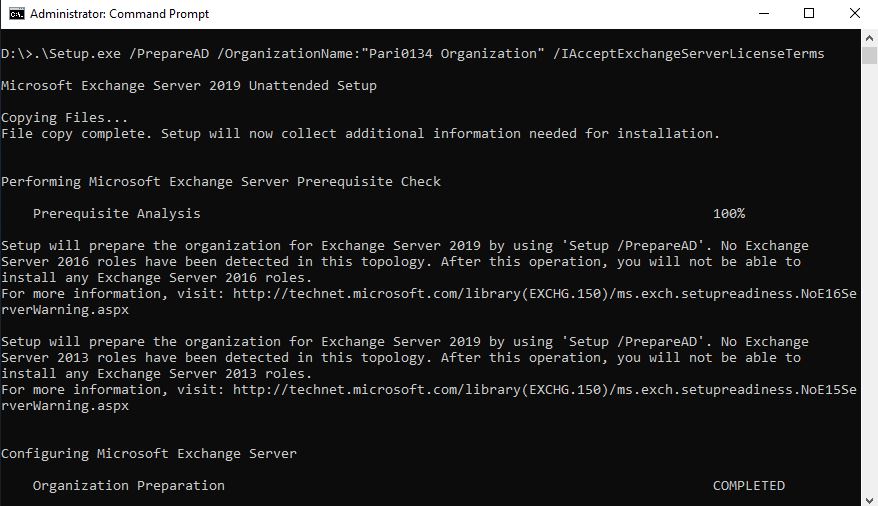 Administrator: Command Prompt
D:\>.\Setup.exe /PrepareAD /OrganizationName:"Pari0134 Organization" /IAcceptExchangeServerLicenseTerms
Microsoft Exchange Server 2019 Unattended Setup
Copying Files...
File copy complete. Setup will now collect additional information needed for installation.
Performing Microsoft Exchange Server Prerequisite Check
Prerequisite Analysis 100%
Setup will prepare the organization for Exchange Server 2019 by using 'Setup /PrepareAD'. No Exchange
Server 2016 roles have been detected in this topology. After this operation, you will not be able to
install any Exchange Server 2016 roles.
For more information, visit: http://technet.microsoft.com/library(EXCHG.150)/ms.exch.setupreadiness.NoE16Se
rverWarning.aspx
Setup will prepare the organization for Exchange Server 2019 by using 'Setup /PrepareAD'. No Exchange
Server 2013 roles have been detected in this topology. After this operation, you will not be able to
install any Exchange Server 2013 roles.
For more information, visit: http://technet.microsoft.com/library(EXCHG.150)/ms.exch.setupreadiness.NoE15Se
rverWarning.aspx
Configuring Microsoft Exchange Server
Organization Preparation COMPLETED